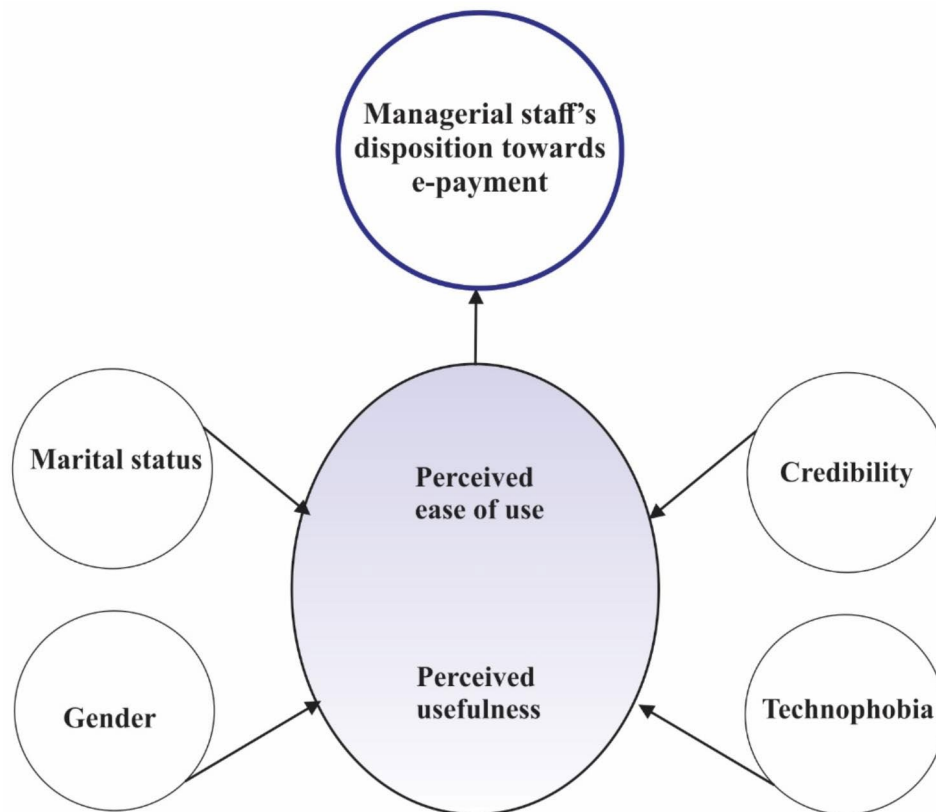 Managerial staff’s
disposition towards
e-payment
Marital status
Perceived
ease of use
Credibility
Gender
Perceived
usefulness
Technophobia